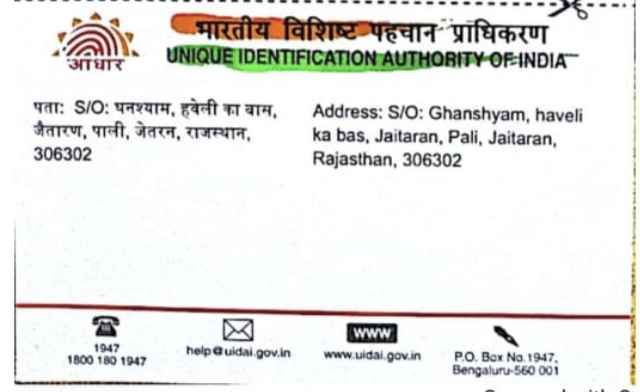 भारतीय विशिष्ट पहचान प्राधिकरण
UNIQUE IDENTIFICATION AUTHORITY OF INDIA
आधार
पता: S/O: घनश्याम, हवेली का बास,
जैतारण, पाली, जेतरन, राजस्थान,
306302
Address: S/O: Ghanshyam, haveli
ka bas, Jaitaran, Pali, Jaitaran,
Rajasthan, 306302
1947
1800 180 1947
help@uidai.gov.in
www
www.uidai.gov.in
P.O. Box No.1947,
Bengaluru-560 001